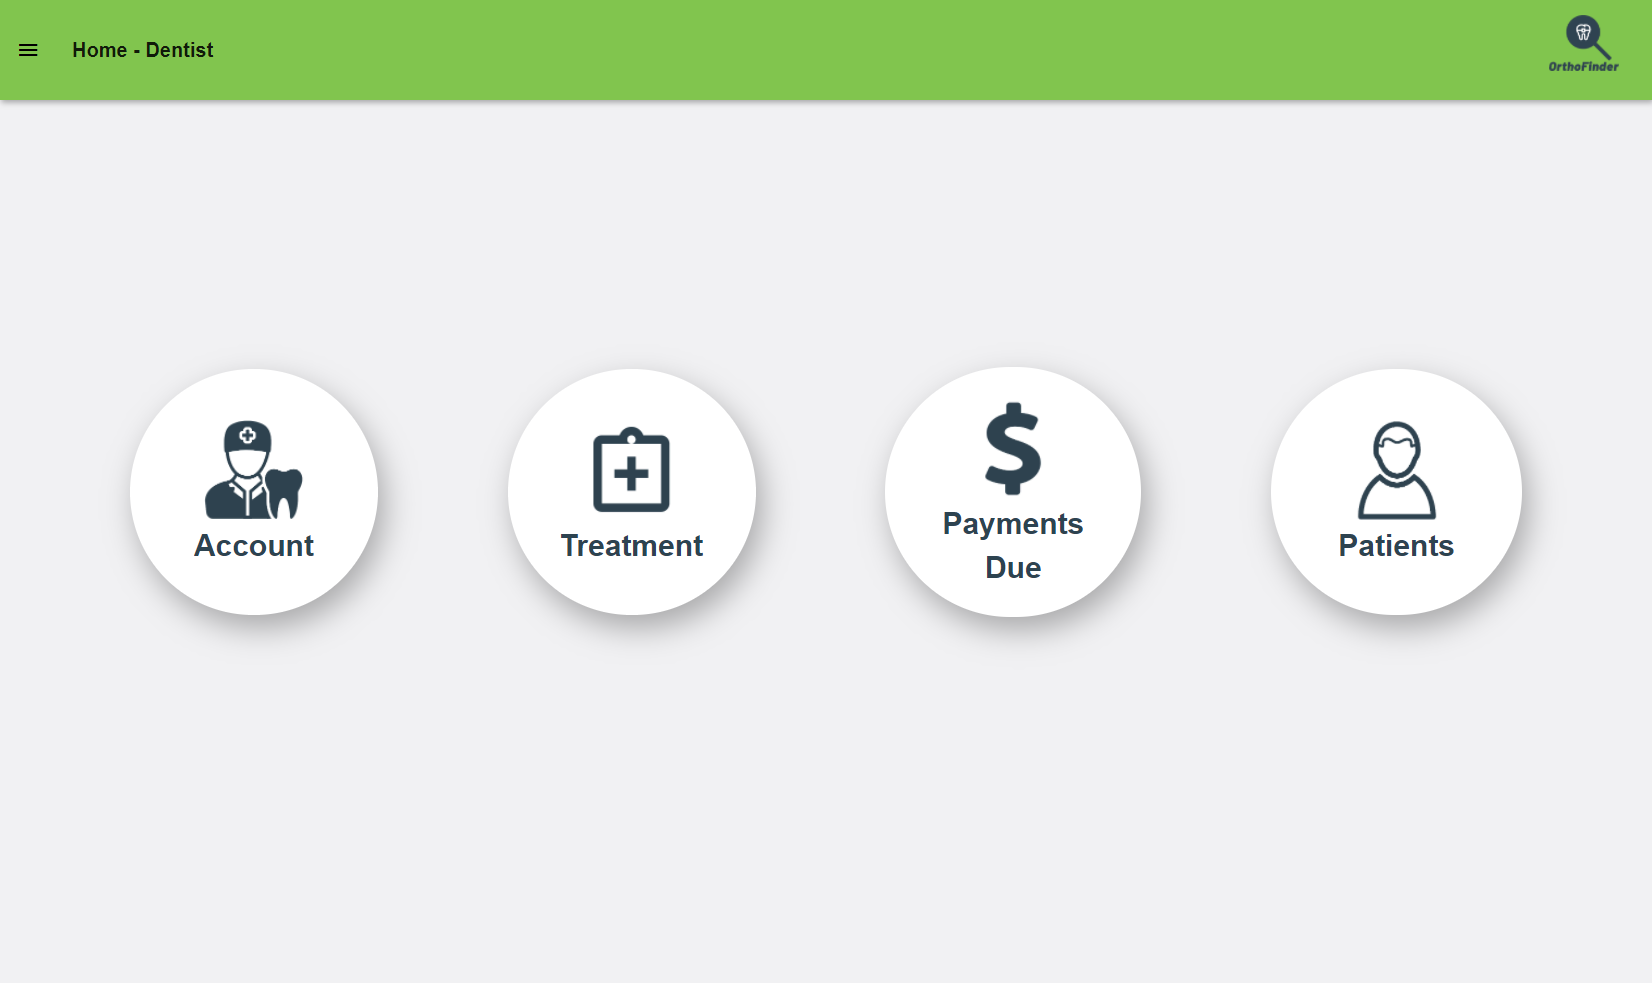 Home - Dentist
OrthoFinder
Account
Treatment
Payments
Due
Patients